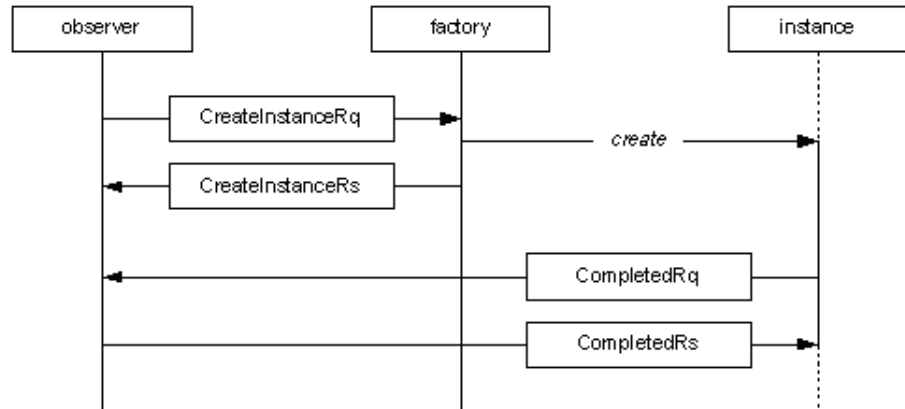 observer
factory
instance
CreateInstanceRq
create
CreateInstanceRs
CompletedRq
CompletedRs